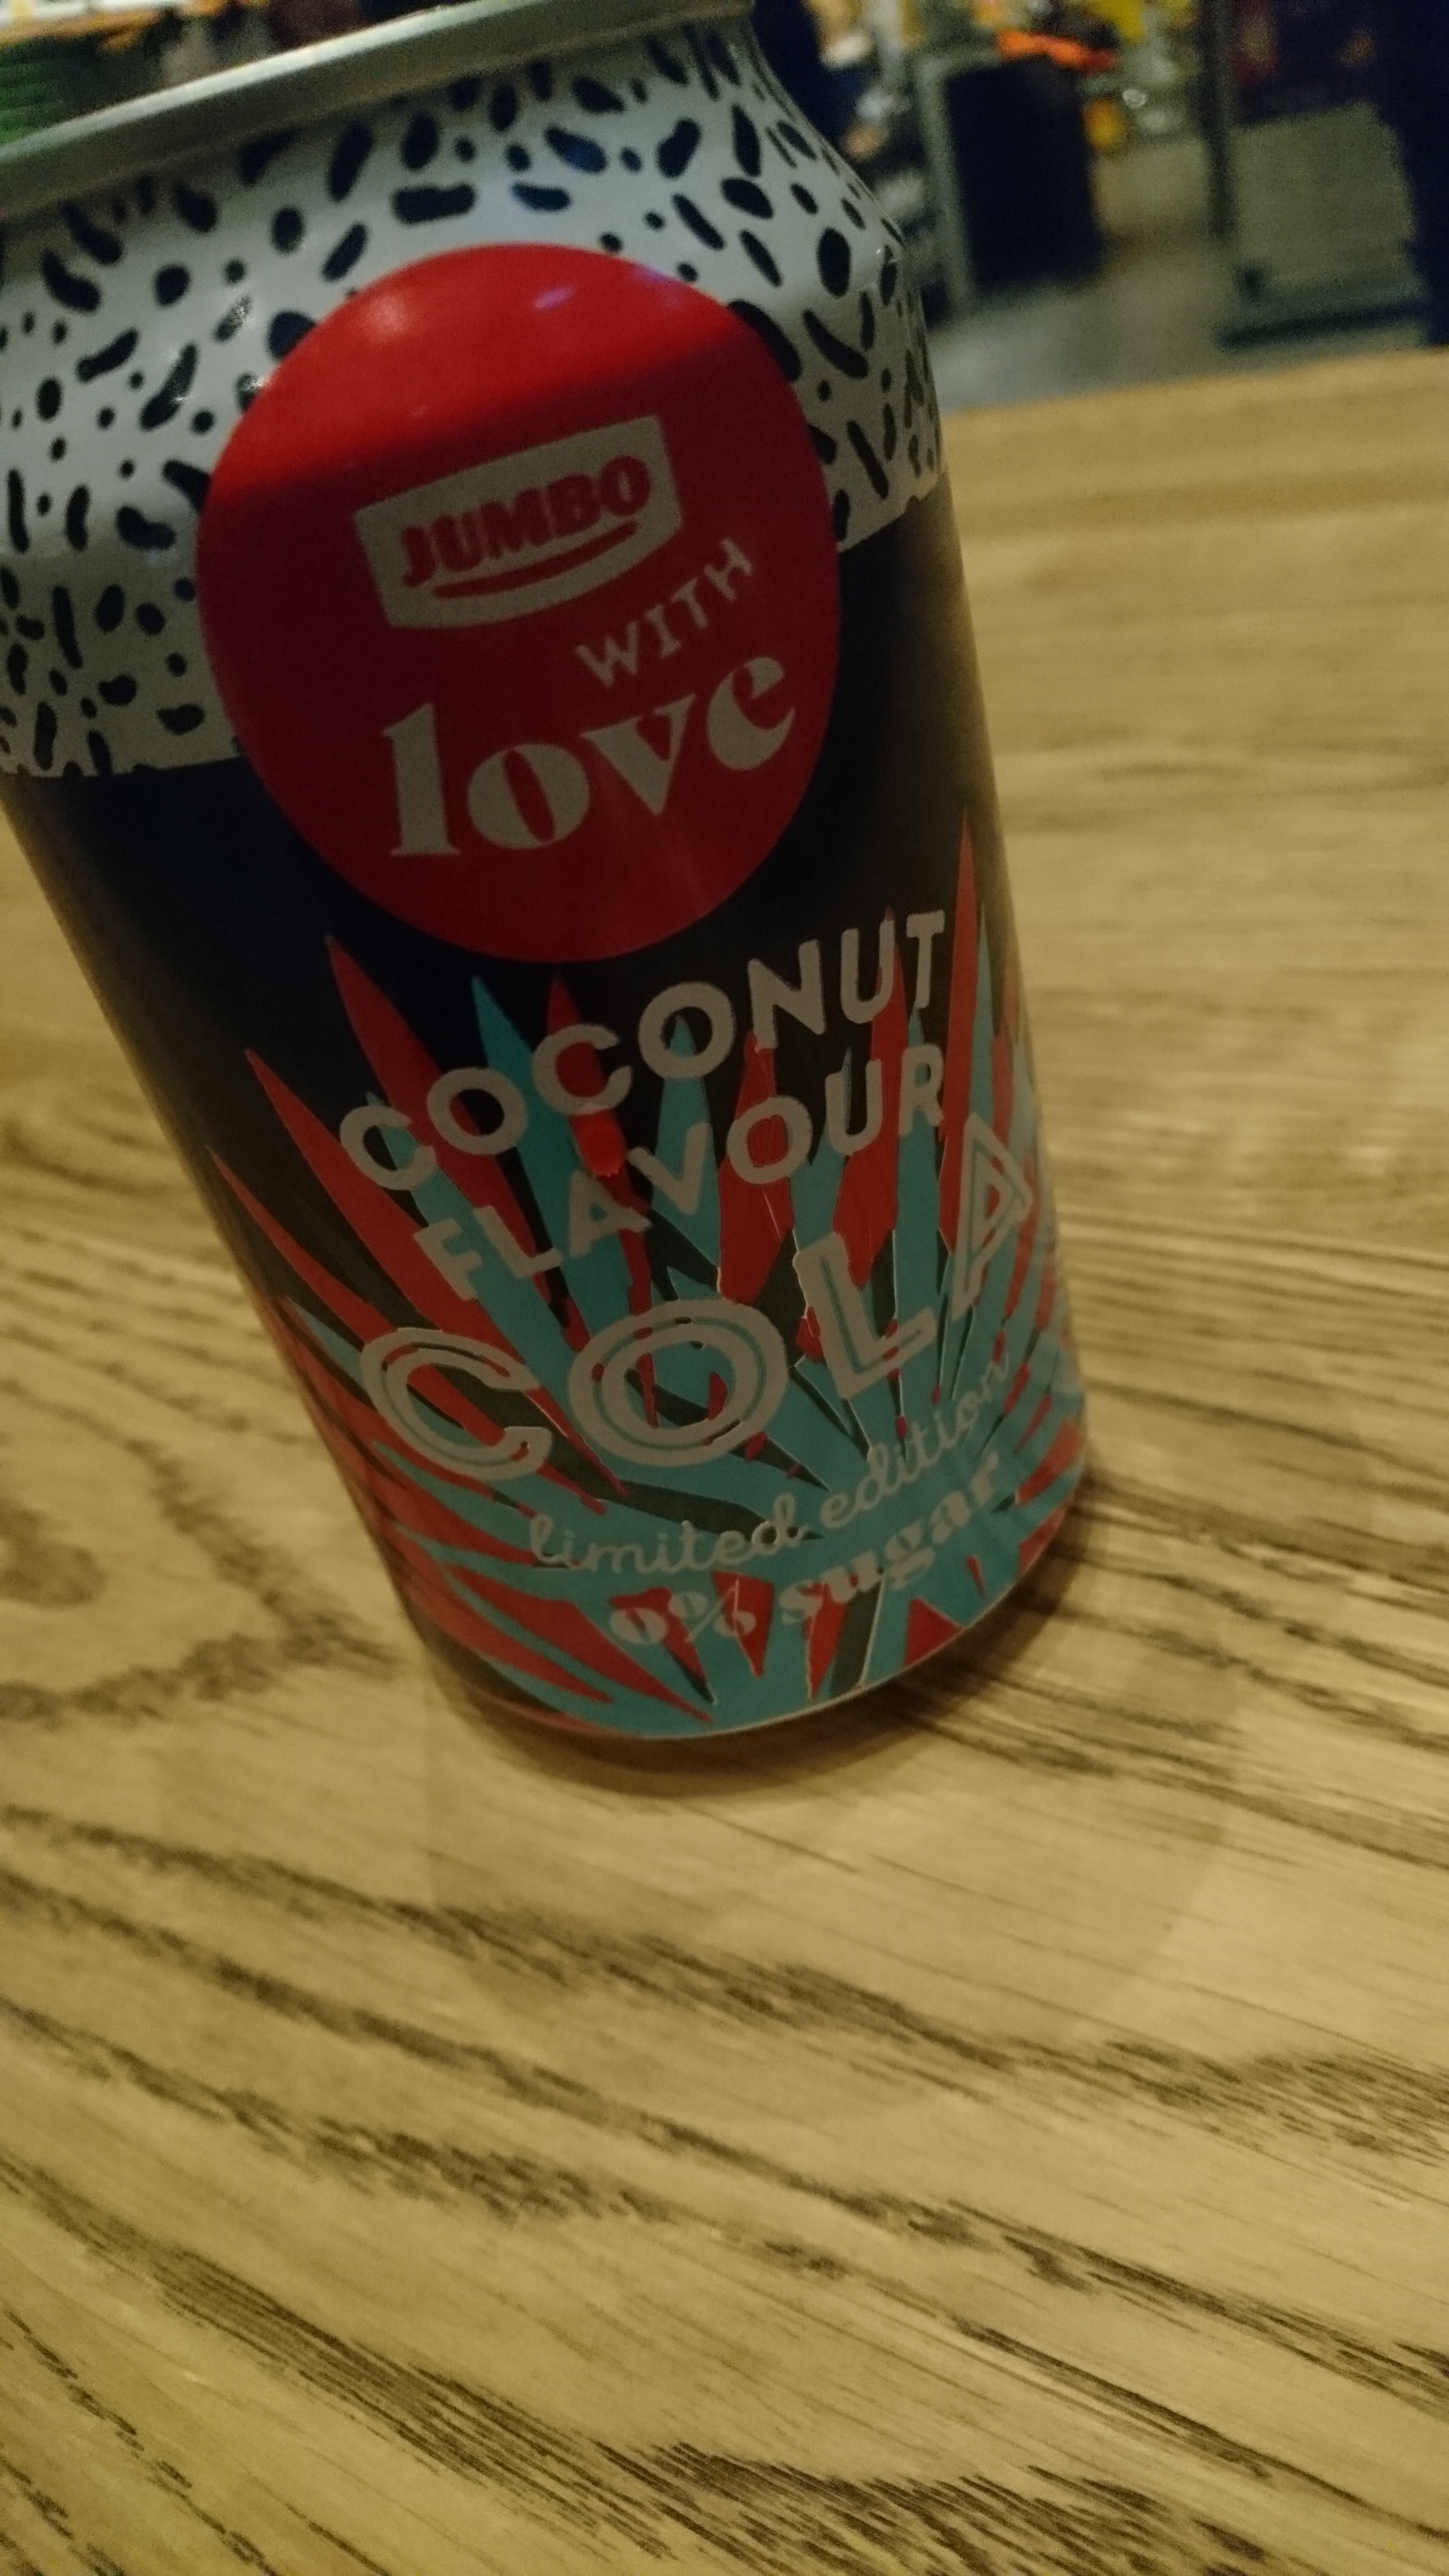 JUMBO
WITH
love
COCONUT
FLAVOUR
COLA
limited edition
0% sugar